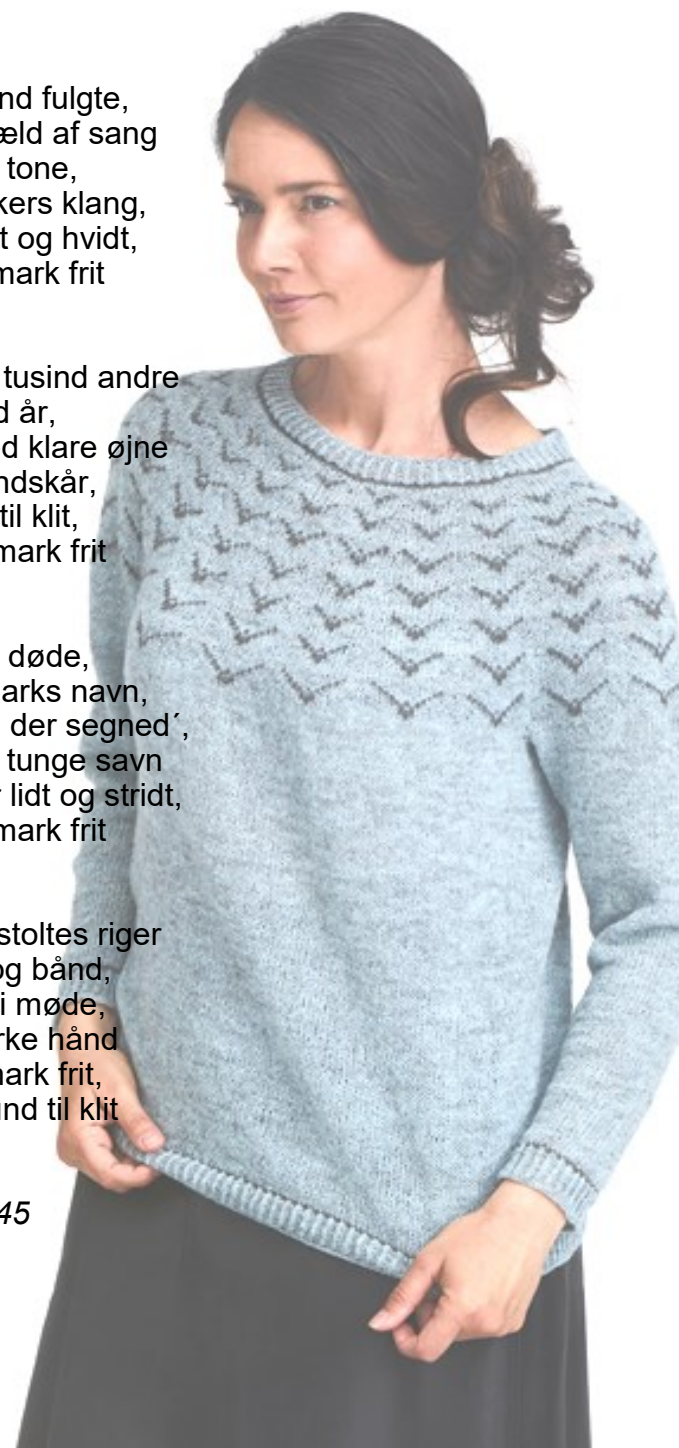 nd fulgte,
æld af sang
tone,
kers klang,
t og hvidt,
mark frit
tusind andre
d år,
d klare øjne
ndskår,
til klit,
mark frit
døde,
arks navn,
der segned´,
tunge savn
r lidt og stridt,
mark frit
stoltes riger
og bånd,
i møde,
rke hånd
mark frit,
und til klit
45